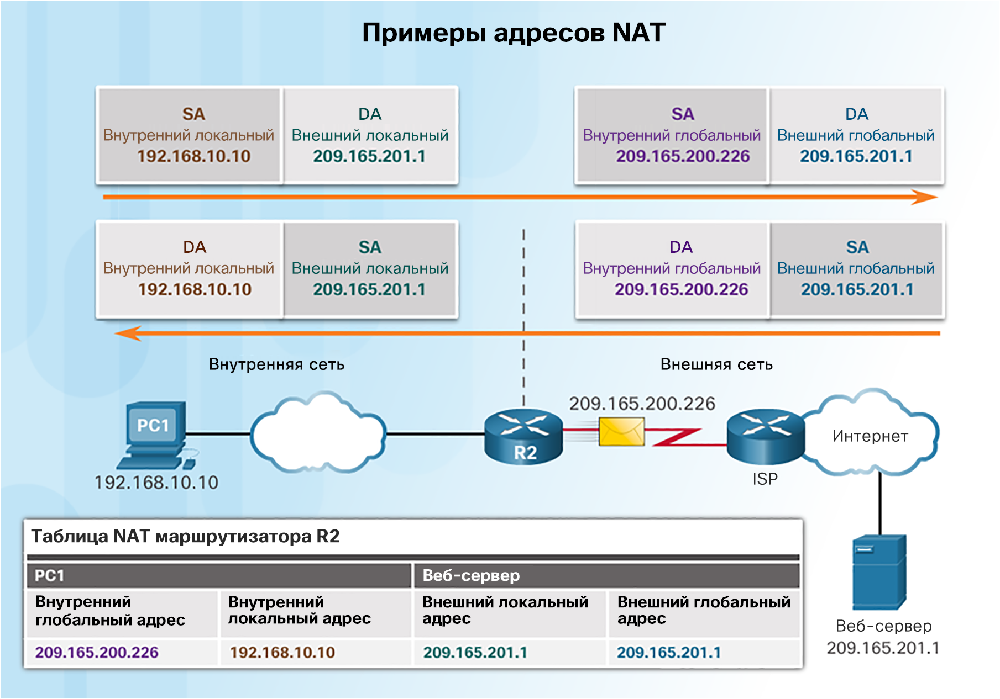 Примеры адресов NAT
SA
Внутренний локальный
192.168.10.10
DA
Внешний локальный
209.165.201.1
SA
Внутренний глобальный
209.165.200.226
DA
Внешний глобальный
209.165.201.1
DA
Внутренний локальный
192.168.10.10
SA
Внешний локальный
209.165.201.1
DA
Внутренний глобальный
209.165.200.226
SA
Внешний глобальный
209.165.201.1
Внутренняя сеть
Внешняя сеть
209.165.200.226
PC1
R2
Интернет
192.168.10.10
ISP
Таблица NAT маршрутизатора R2
PC1
Веб-сервер
Внутренний
глобальный адрес
Внутренний
локальный адрес
Внешний локальный
адрес
Внешний глобальный
адрес
209.165.200.226
192.168.10.10
209.165.201.1
209.165.201.1
Веб-сервер
209.165.201.1